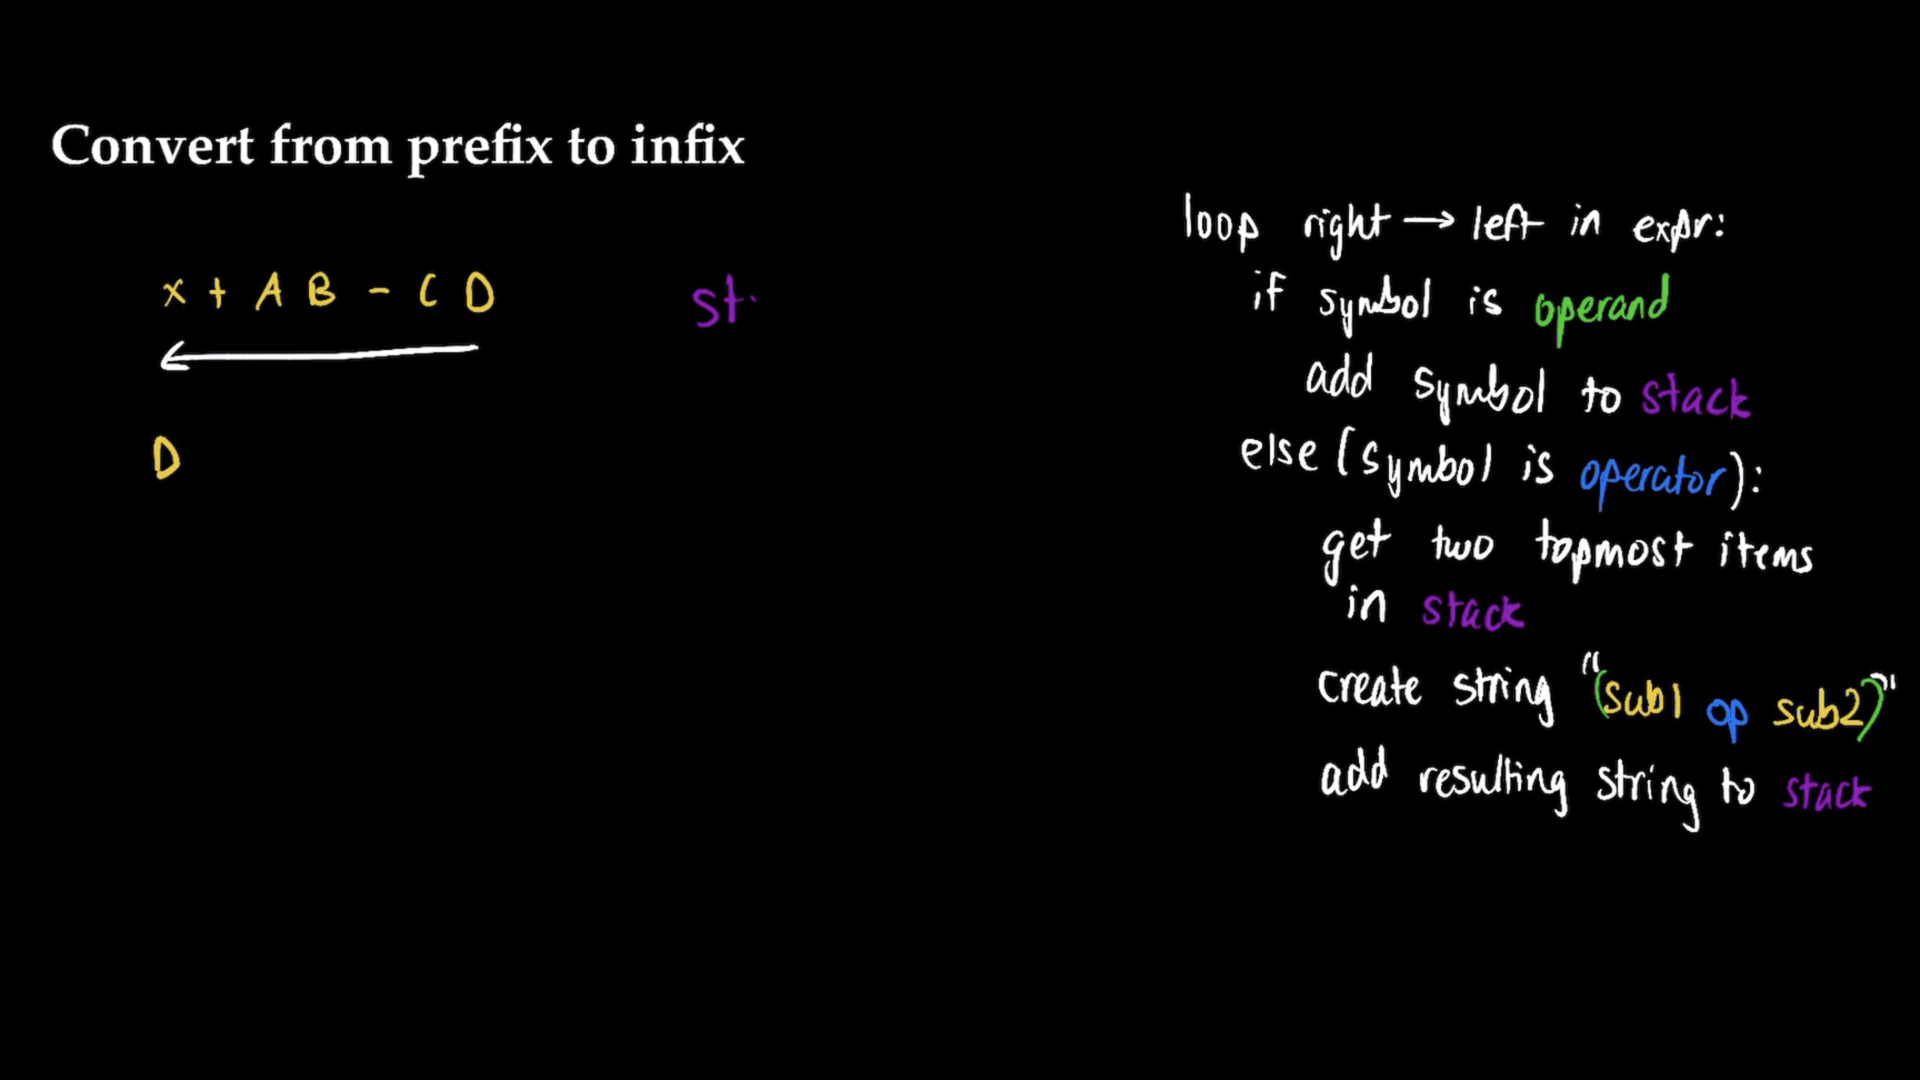 Convert from prefix to infix
x + A B - C D
st
D
loop right → left in expr:
if symbol is operand
add symbol to stack
else (symbol is operator):
get two topmost items
in stack
create string "(sub1 op sub2)"
add resulting string to stack